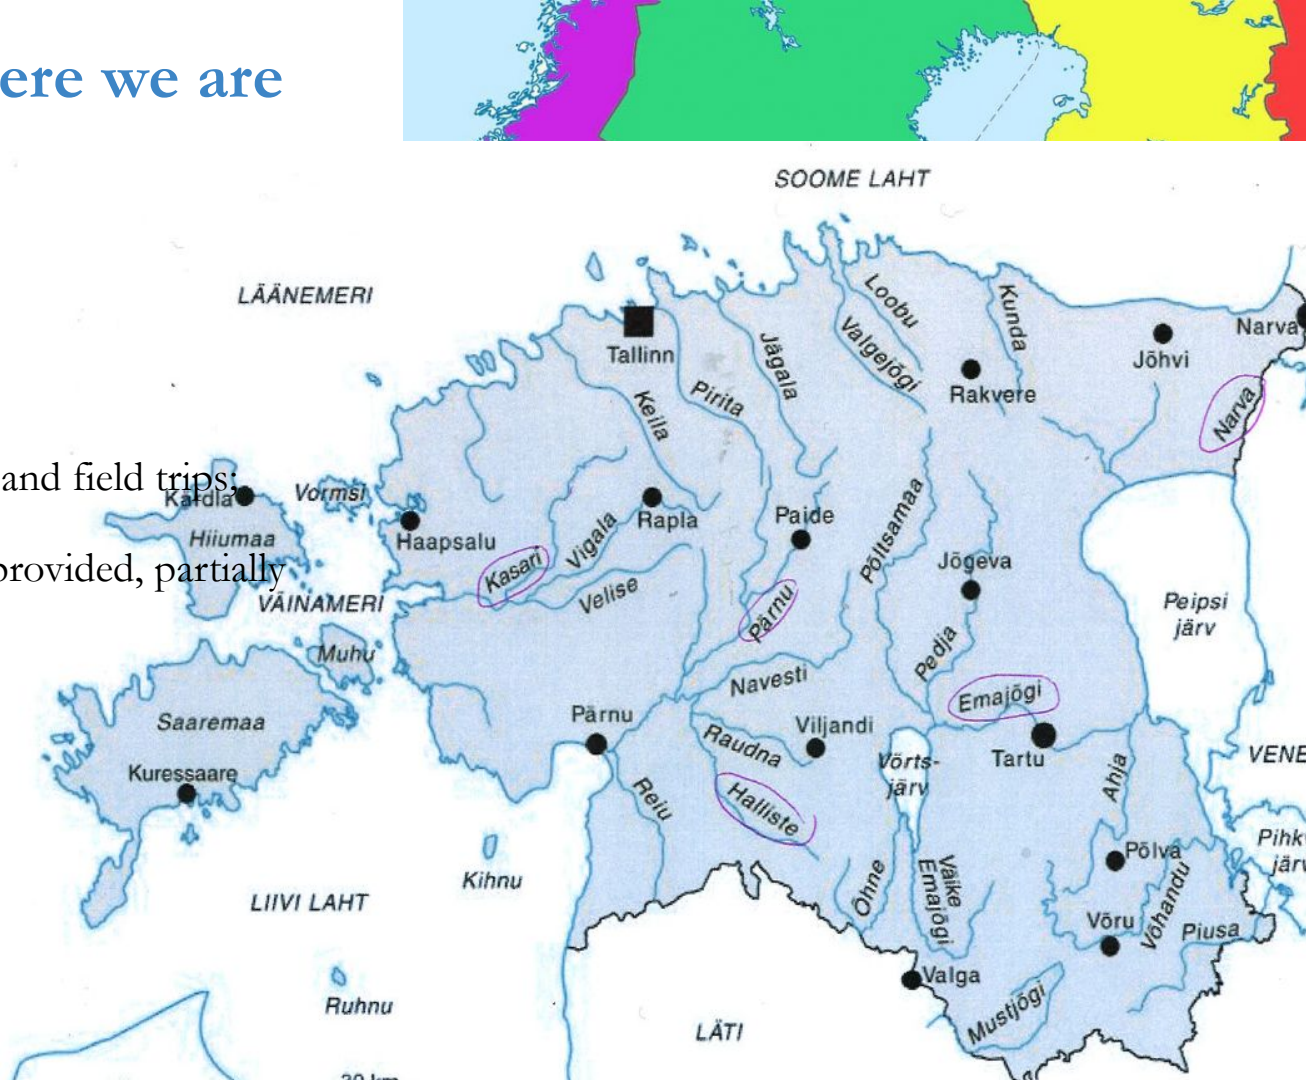 ere we are
SOOME LAHT
LÄÄNEMERI
Loobu
Kunda
Valgejõgi
Narva
Tallinn
Jägala
Jõhvi
Rakvere
Pirita
Keila
Narva
and field trips;
Kärdla
Vormsi
Rapla
Paide
Põltsamaa
Hiiumaa
Haapsalu
Vigala
Kasari
Jõgeva
provided, partially
Velise
VÄINAMERI
Pärnu
Peipsi
järv
Muhu
Pedja
Navesti
Emajõgi
Saaremaa
Pärnu
Viljandi
Raudna
Võrts-
järv
Tartu
VENE
Kuressaare
Ahja
Reiu
Halliste
Pihk
järv
Põlva
Kihnu
Õhne
Väike
Emajõgi
LIIVI LAHT
Võru
Võhandu
Piusa
Valga
Ruhnu
Mustjõgi
LÄTI
30 km